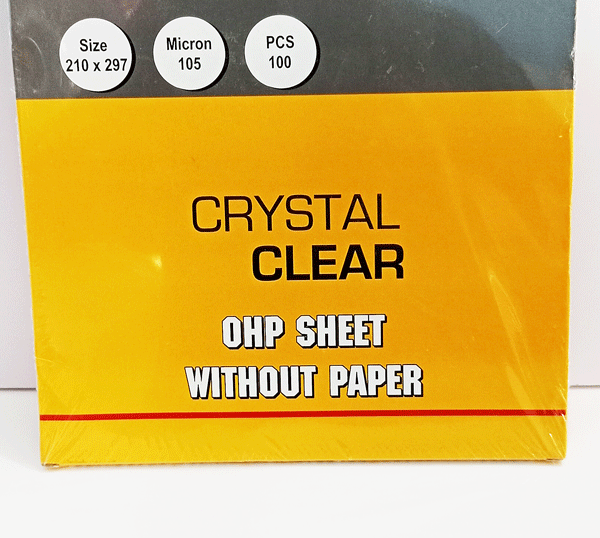 Size
210 x 297
Micron
105
PCS
100
CRYSTAL
CLEAR
OHP SHEET
WITHOUT PAPER